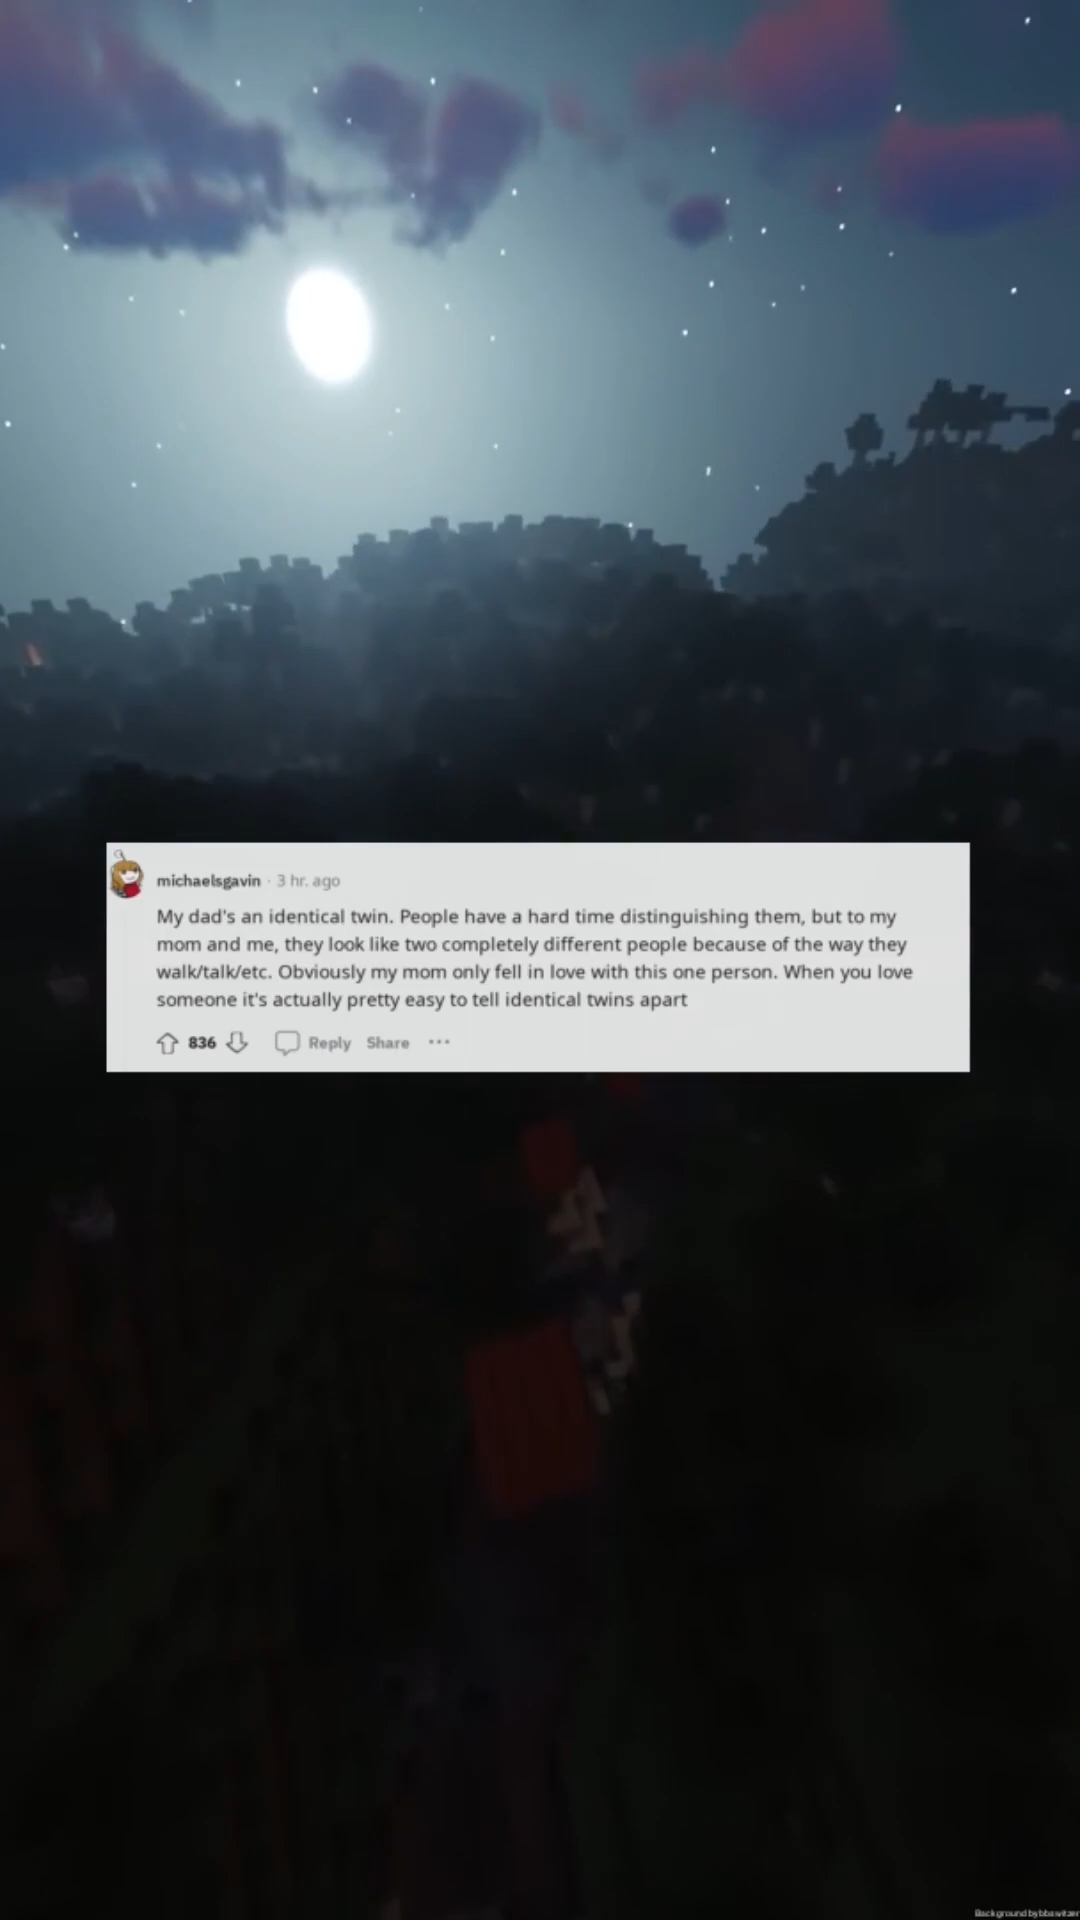 michaelsgavin · 3 hr. ago
My dad's an identical twin. People have a hard time distinguishing them, but to my
mom and me, they look like two completely different people because of the way they
walk/talk/etc. Obviously my mom only fell in love with this one person. When you love
someone it's actually pretty easy to tell identical twins apart
836 Reply Share ···
Background by bbswitzer